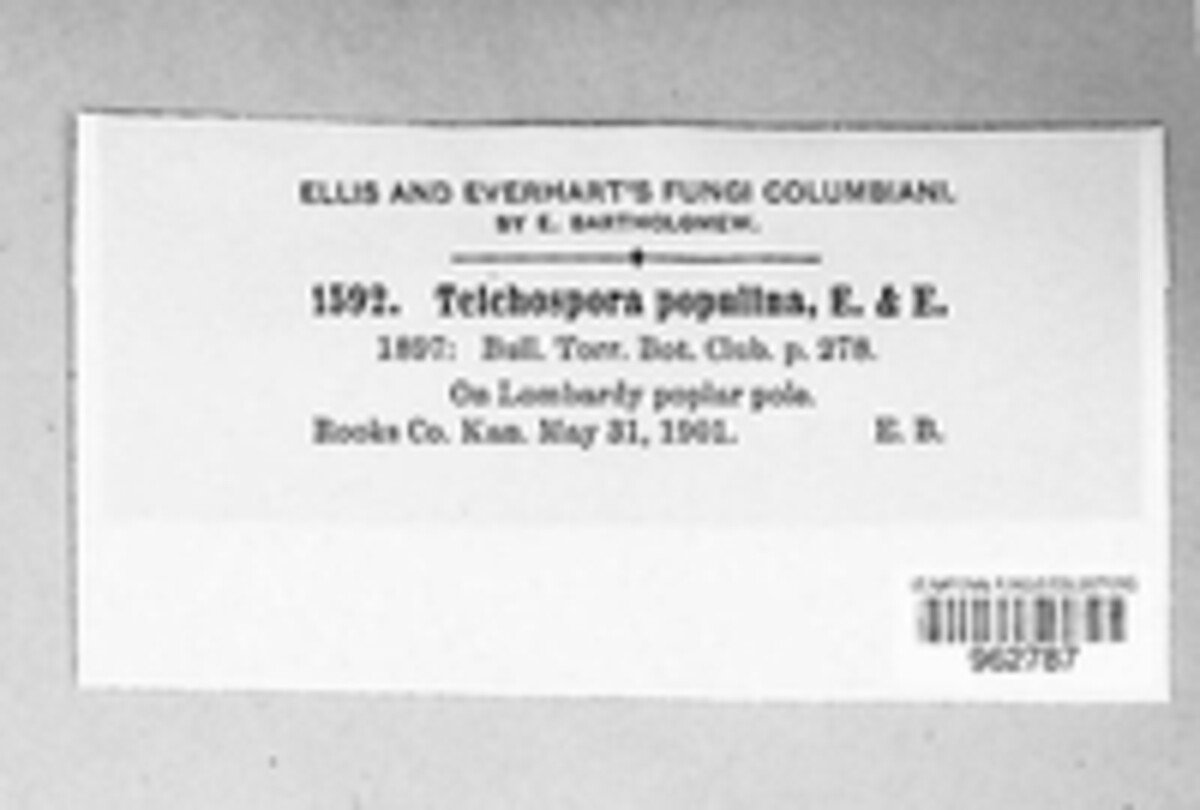 ELLIS AND EVERHART'S FUNGI COLUMBIANI.
BY E. BARTHOLOMEW.
1592. Teichospora populina, E. & E.
1897: Bull. Torr. Bot. Club. p. 278.
On Lombardy poplar pole.
Rooks Co. Kan. May 31, 1901. E. B.
962787